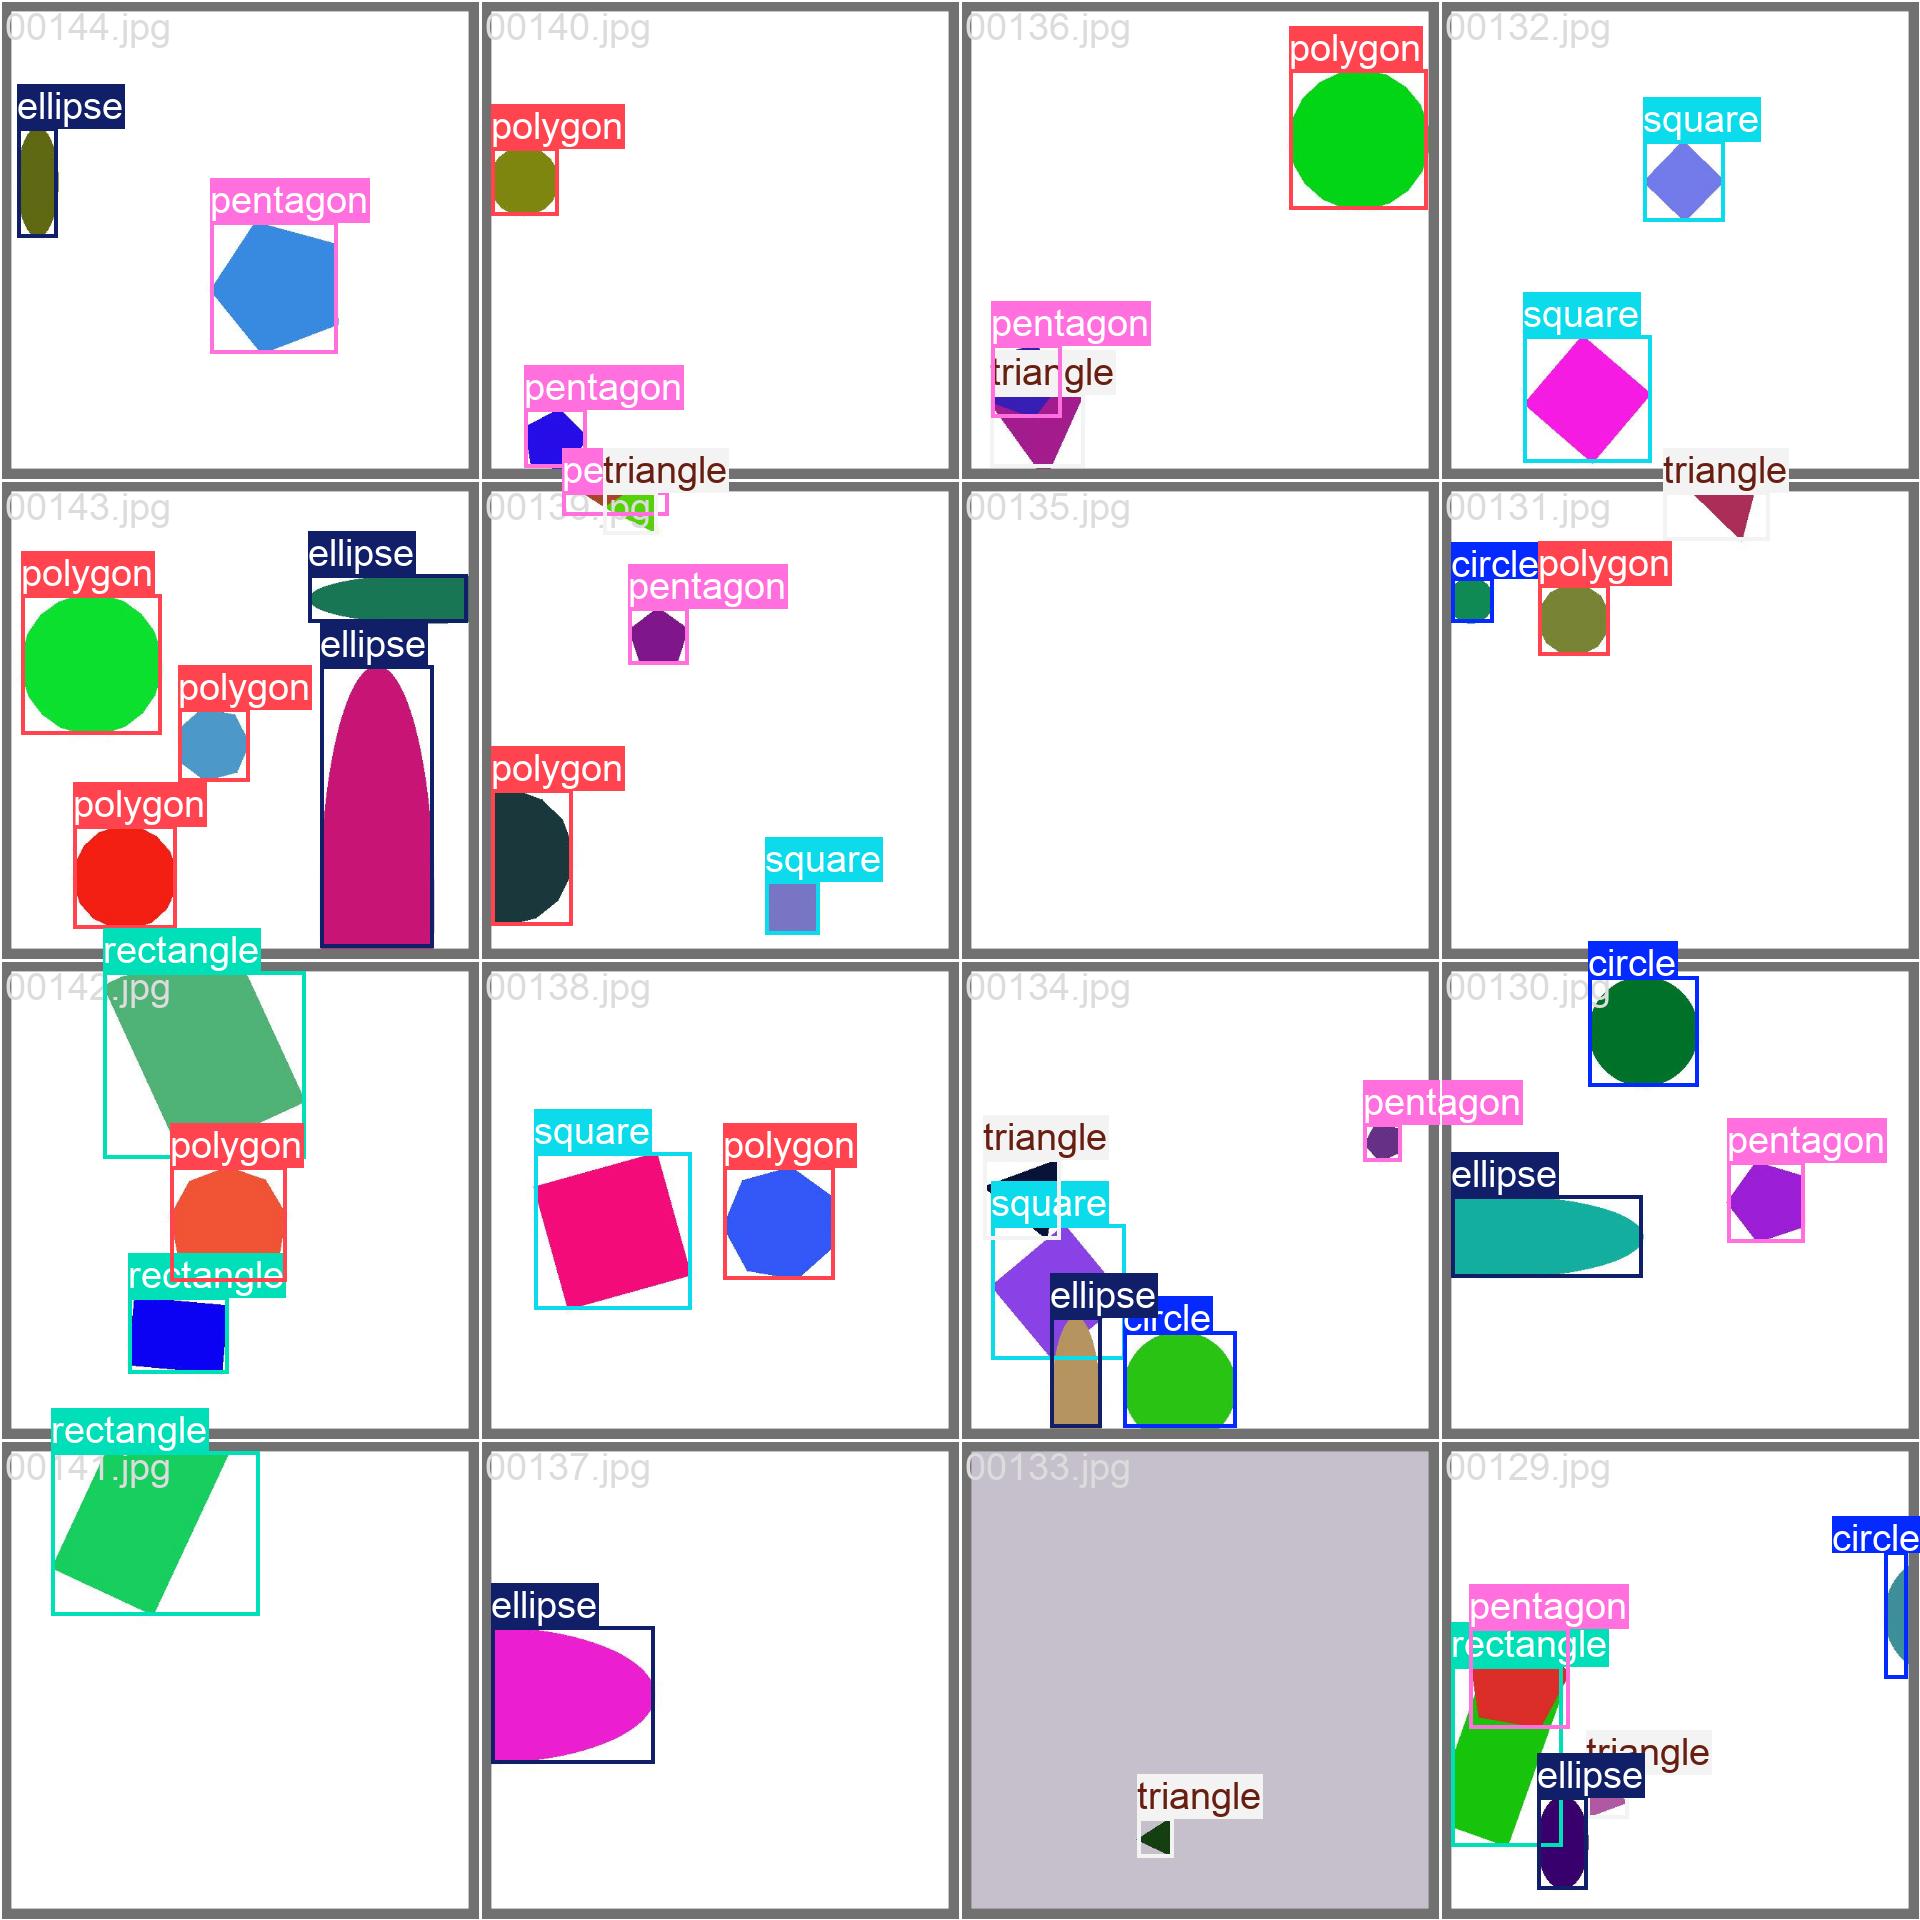 00144.jpg
ellipse
pentagon
00140.jpg
polygon
pentagon
00136.jpg
polygon
pentagon
triangle
00132.jpg
square
square
00143.jpg
polygon
ellipse
ellipse
polygon
polygon
00139.jpg
pe
triangle
pentagon
polygon
square
00135.jpg
00131.jpg
triangle
circle
polygon
00142.jpg
rectangle
polygon
rectangle
00138.jpg
square
polygon
00134.jpg
pentagon
triangle
square
ellipse
circle
00130.jpg
circle
pentagon
ellipse
00141.jpg
rectangle
00137.jpg
ellipse
00133.jpg
triangle
00129.jpg
circle
pentagon
rectangle
triangle
ellipse